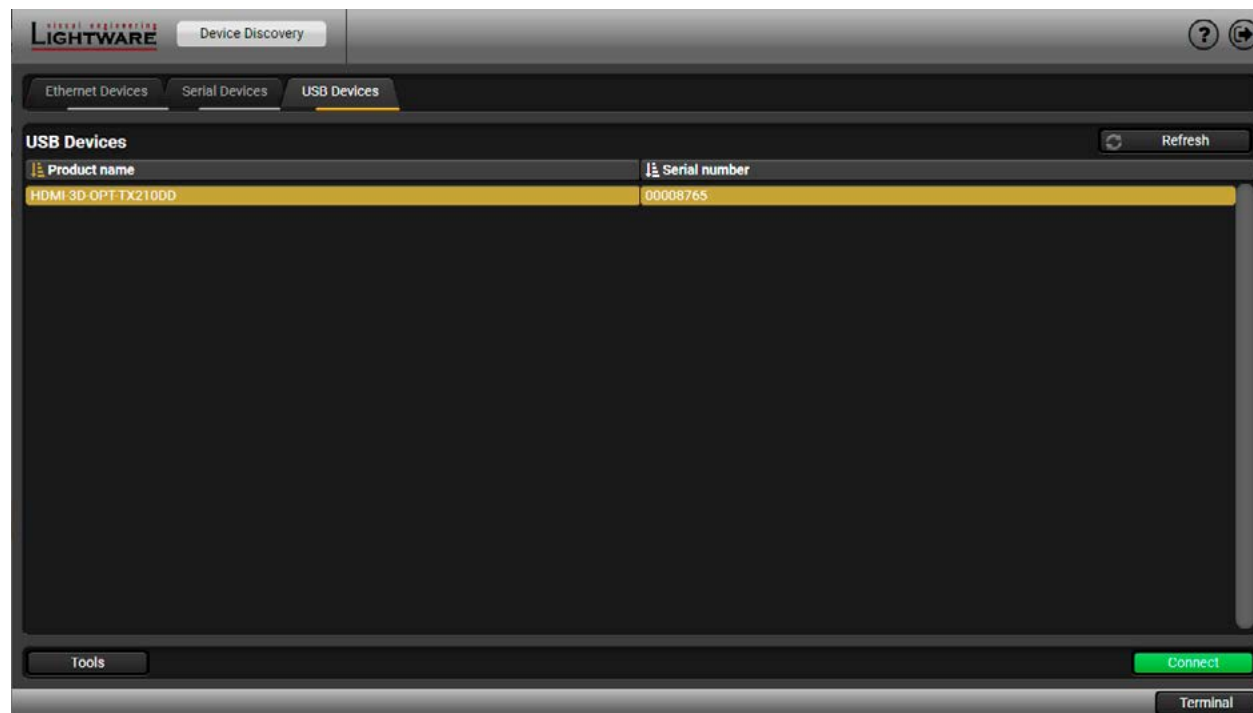 visual engineering
LIGHTWARE
Device Discovery
?
Ethernet Devices
Serial Devices
USB Devices
USB Devices
Refresh
Product name
Serial number
HDMI-3D-OPT-TX210DD
00008765
Tools
Connect
Terminal